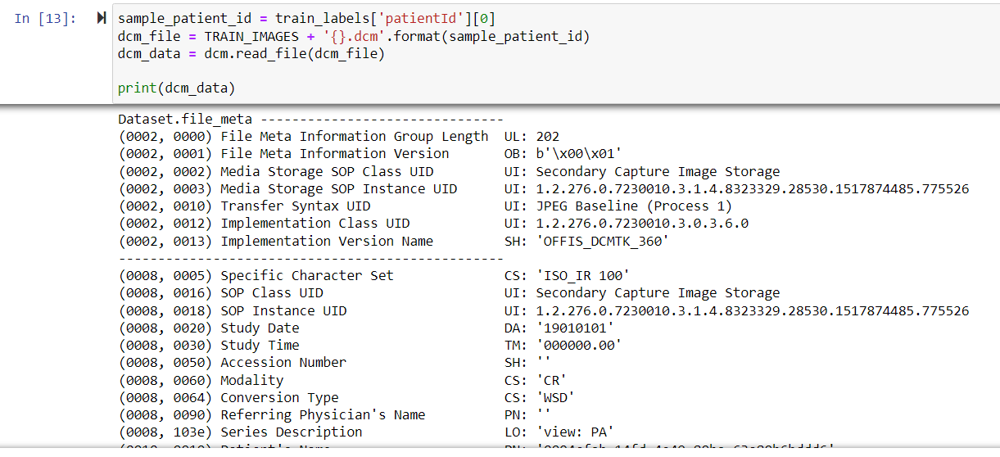 In [13]:
sample_patient_id = train_labels['patientId'][0]
dcm_file = TRAIN_IMAGES + '{}.dcm'.format(sample_patient_id)
dcm_data = dcm.read_file(dcm_file)
print(dcm_data)
Dataset.file_meta -------------------------------
(0002, 0000) File Meta Information Group Length  UL: 202
(0002, 0001) File Meta Information Version       OB: b'\x00\x01'
(0002, 0002) Media Storage SOP Class UID         UI: Secondary Capture Image Storage
(0002, 0003) Media Storage SOP Instance UID      UI: 1.2.276.0.7230010.3.1.4.8323329.28530.1517874485.775526
(0002, 0010) Transfer Syntax UID                 UI: JPEG Baseline (Process 1)
(0002, 0012) Implementation Class UID            UI: 1.2.276.0.7230010.3.0.3.6.0
(0002, 0013) Implementation Version Name         SH: 'OFFIS_DCMTK_360'
-------------------------------------------------
(0008, 0005) Specific Character Set              CS: 'ISO_IR 100'
(0008, 0016) SOP Class UID                       UI: Secondary Capture Image Storage
(0008, 0018) SOP Instance UID                    UI: 1.2.276.0.7230010.3.1.4.8323329.28530.1517874485.775526
(0008, 0020) Study Date                          DA: '19010101'
(0008, 0030) Study Time                          TM: '000000.00'
(0008, 0050) Accession Number                    SH: ''
(0008, 0060) Modality                            CS: 'CR'
(0008, 0064) Conversion Type                     CS: 'WSD'
(0008, 0090) Referring Physician's Name          PN: ''
(0008, 103e) Series Description                  LO: 'view: PA'